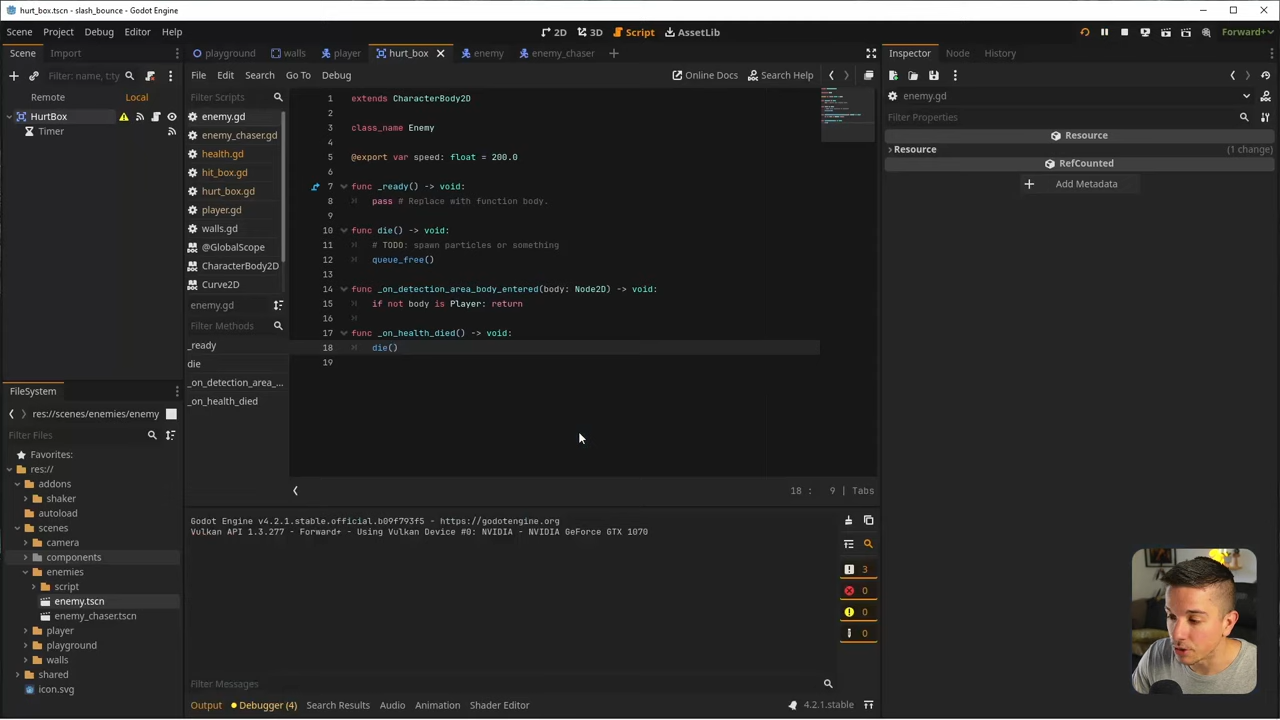 hurt_box.tscn - slash_bounce - Godot Engine
Scene Project Debug Editor Help
2D 3D Script AssetLib
Forward+
Scene Import
playground walls player hurt_box enemy enemy_chaser
Inspector Node History
Filter: name, t:ty
File Edit Search Go To Debug
Online Docs Search Help
Remote Local
HurtBox
Timer
Filter Scripts
enemy.gd
enemy_chaser.gd
health.gd
hit_box.gd
hurt_box.gd
player.gd
walls.gd
@GlobalScope
CharacterBody2D
Curve2D
enemy.gd
Filter Methods
_ready
die
_on_detection_area_...
_on_health_died
1 extends CharacterBody2D
2
3 class_name Enemy
4
5 @export var speed: float = 200.0
6
7 func _ready() -> void:
8 pass # Replace with function body.
9
10 func die() -> void:
11 # TODO: spawn particles or something
12 queue_free()
13
14 func _on_detection_area_body_entered(body: Node2D) -> void:
15 if not body is Player: return
16
17 func _on_health_died() -> void:
18 die()
19
18 : 9 | Tabs
enemy.gd
Filter Properties
Resource
Resource (1 change)
RefCounted
Add Metadata
FileSystem
res://scenes/enemies/enemy
Filter Files
Favorites:
res://
addons
shaker
autoload
scenes
camera
components
enemies
script
enemy.tscn
enemy_chaser.tscn
player
playground
walls
shared
icon.svg
Godot Engine v4.2.1.stable.official.b09f793f5 - https://godotengine.org
Vulkan API 1.3.277 - Forward+ - Using Vulkan Device #0: NVIDIA - NVIDIA GeForce GTX 1070
3
0
0
0
Filter Messages
Output Debugger (4) Search Results Audio Animation Shader Editor
4.2.1.stable